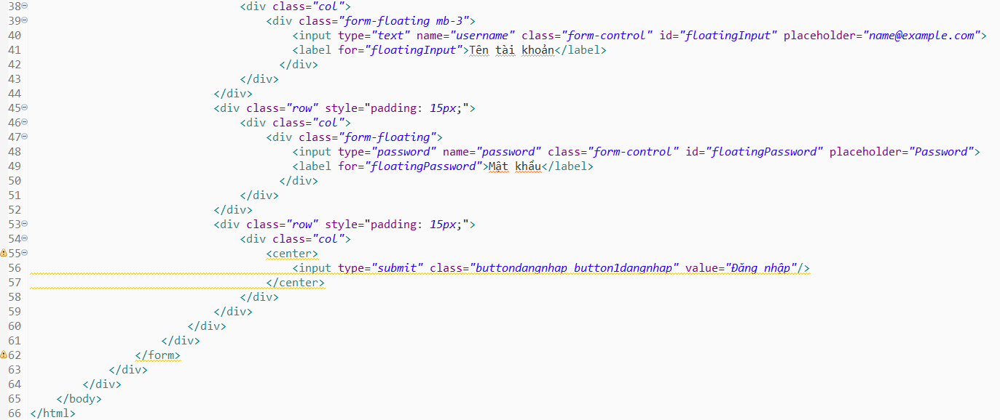 38 <div class="col">
39 <div class="form-floating mb-3">
40 <input type="text" name="username" class="form-control" id="floatingInput" placeholder="name@example.com">
41 <label for="floatingInput">Tên tài khoản</label>
42 </div>
43 </div>
44 </div>
45 <div class="row" style="padding: 15px;">
46 <div class="col">
47 <div class="form-floating">
48 <input type="password" name="password" class="form-control" id="floatingPassword" placeholder="Password">
49 <label for="floatingPassword">Mật khẩu</label>
50 </div>
51 </div>
52 </div>
53 <div class="row" style="padding: 15px;">
54 <div class="col">
55 <center>
56 <input type="submit" class="buttondangnhap button1dangnhap" value="Đăng nhập"/>
57 </center>
58 </div>
59 </div>
60 </div>
61 </div>
62 </form>
63 </div>
64 </div>
65 </body>
66 </html>